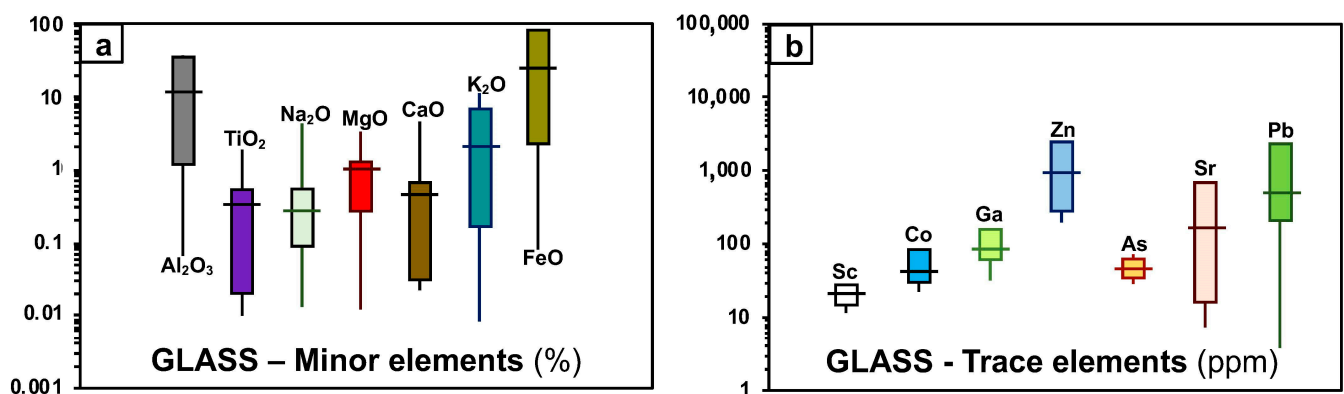 100
10
1
0.1
0.01
0.001
a
Al₂O₃
TiO₂
Na₂O
MgO
CaO
K₂O
FeO
GLASS – Minor elements (%)
100,000
10,000
1,000
100
10
1
b
Sc
Co
Ga
Zn
As
Sr
Pb
GLASS - Trace elements (ppm)